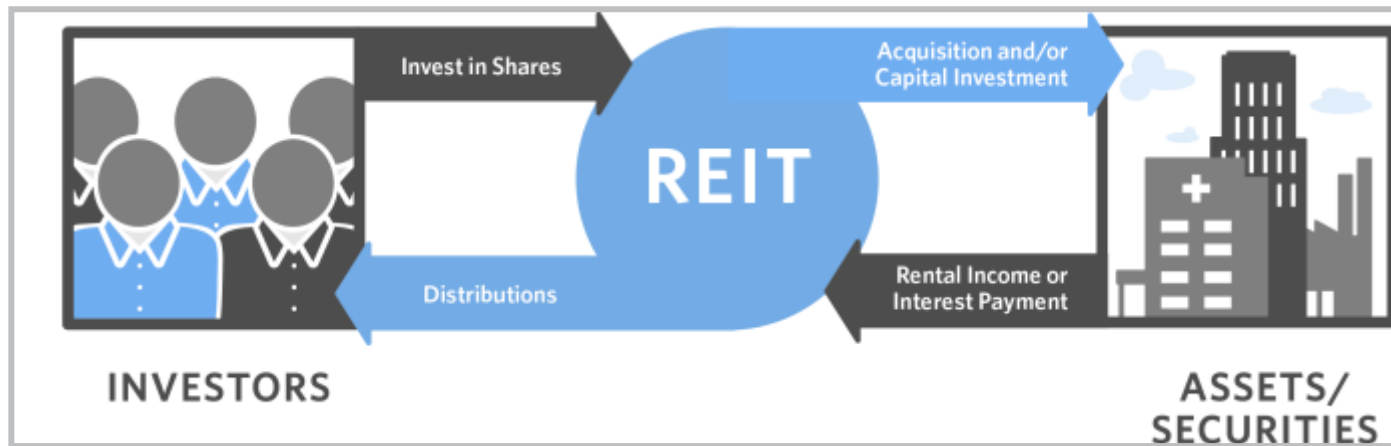 Invest in Shares
Acquisition and/or
Capital Investment
REIT
Distributions
Rental Income or
Interest Payment
INVESTORS
ASSETS/
SECURITIES